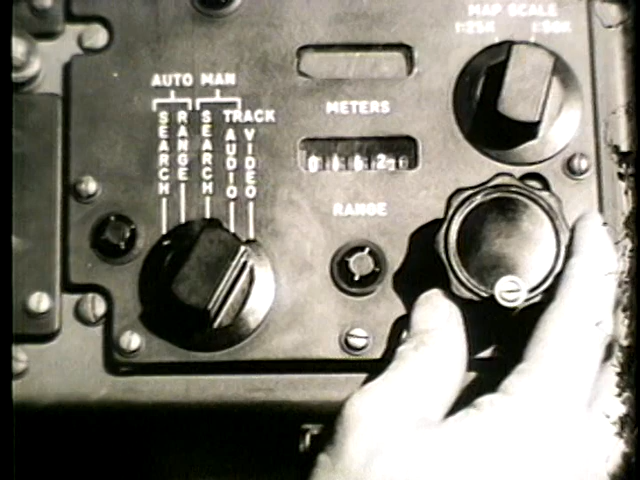 MAP SCALE
1:25K 1:50K
AUTO MAN
METERS
SEARCH
RANGE
SEARCH
TRACK
AUDIO
VIDEO
RANGE